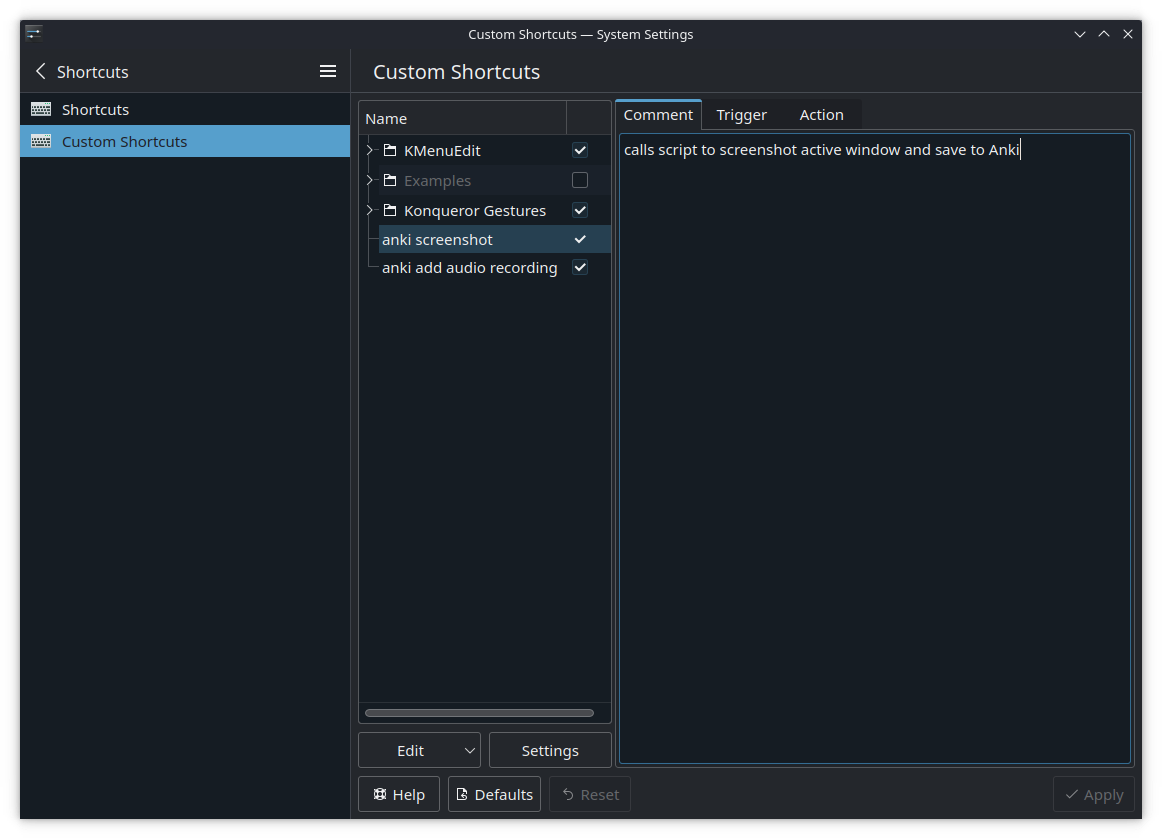 Custom Shortcuts — System Settings
Shortcuts
Custom Shortcuts
Shortcuts
Custom Shortcuts
Name
KMenuEdit
Examples
Konqueror Gestures
anki screenshot
anki add audio recording
Comment Trigger Action
calls script to screenshot active window and save to Anki
Edit Settings
Help Defaults Reset Apply